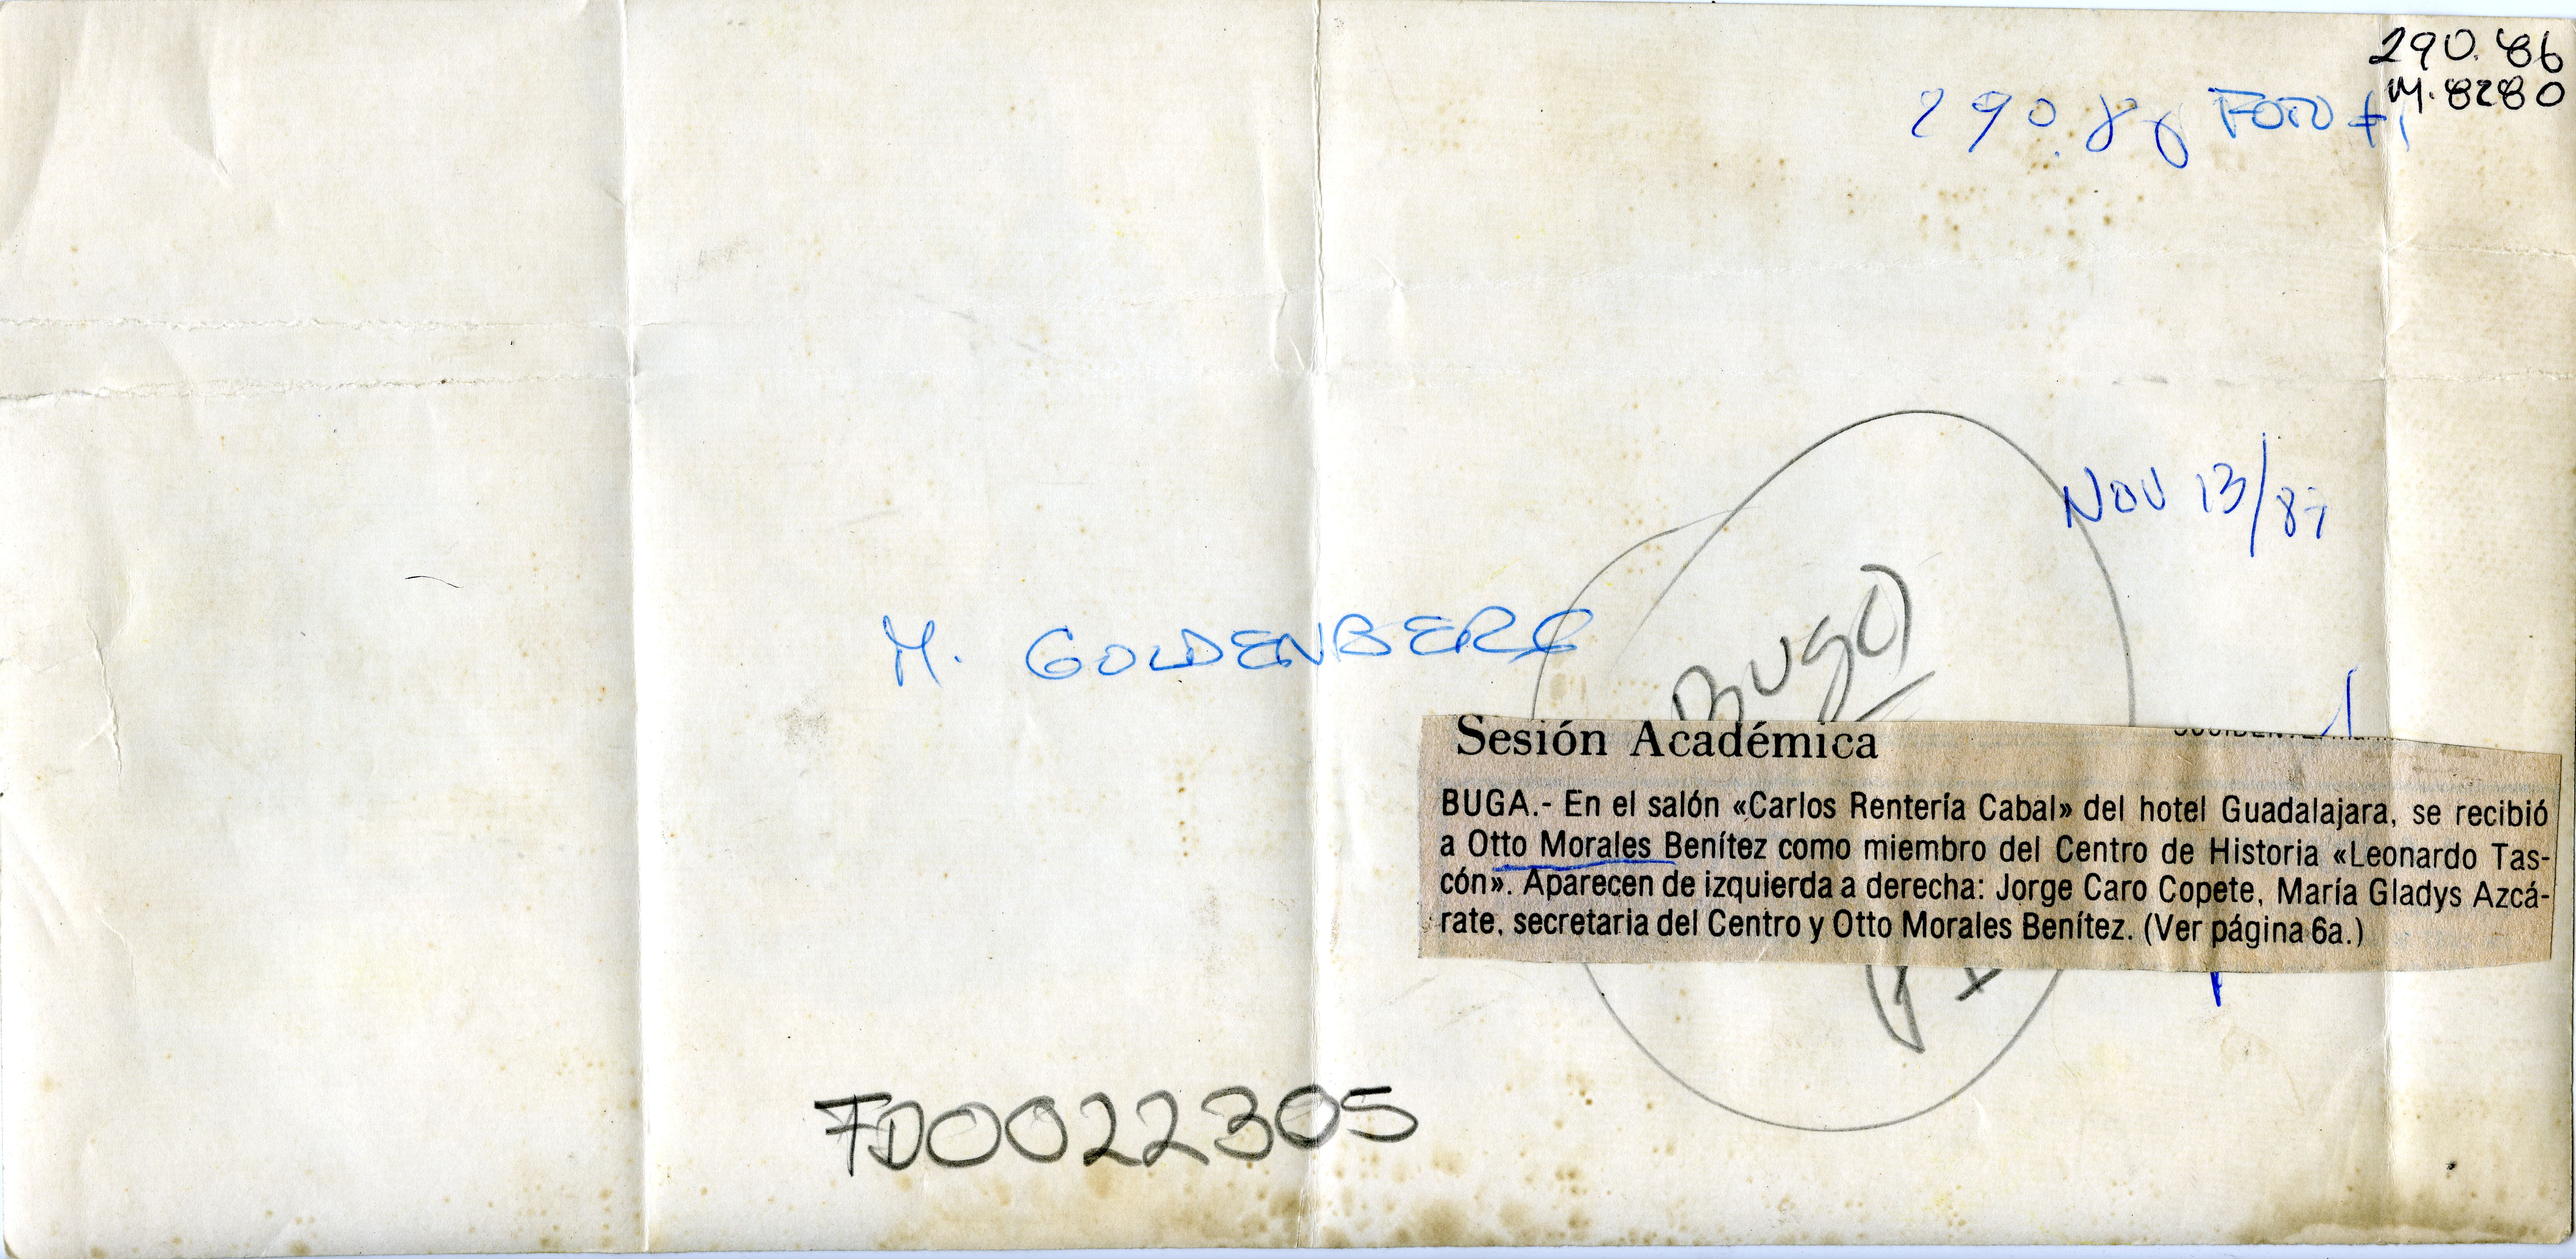 290.86
M.8280
290.86 FOTO #1
NOV 13/87
M. GOLDENBERG
Buga
Sesión Académica
BUGA.- En el salón «Carlos Rentería Cabal» del hotel Guadalajara, se recibió
a Otto Morales Benítez como miembro del Centro de Historia «Leonardo Tas-
cón». Aparecen de izquierda a derecha: Jorge Caro Copete, María Gladys Azcá-
rate, secretaria del Centro y Otto Morales Benítez. (Ver página 6a.)
FD0022305